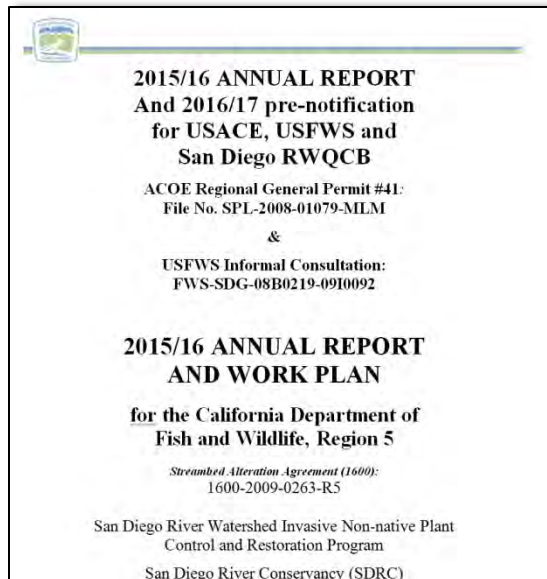 2015/16 ANNUAL REPORT
And 2016/17 pre-notification
for USACE, USFWS and
San Diego RWQCB
ACOE Regional General Permit #41:
File No. SPL-2008-01079-MLM
&
USFWS Informal Consultation:
FWS-SDG-08B0219-09I0092
2015/16 ANNUAL REPORT
AND WORK PLAN
for the California Department of
Fish and Wildlife, Region 5
Streambed Alteration Agreement (1600):
1600-2009-0263-R5
San Diego River Watershed Invasive Non-native Plant
Control and Restoration Program
San Diego River Conservancy (SDRC)